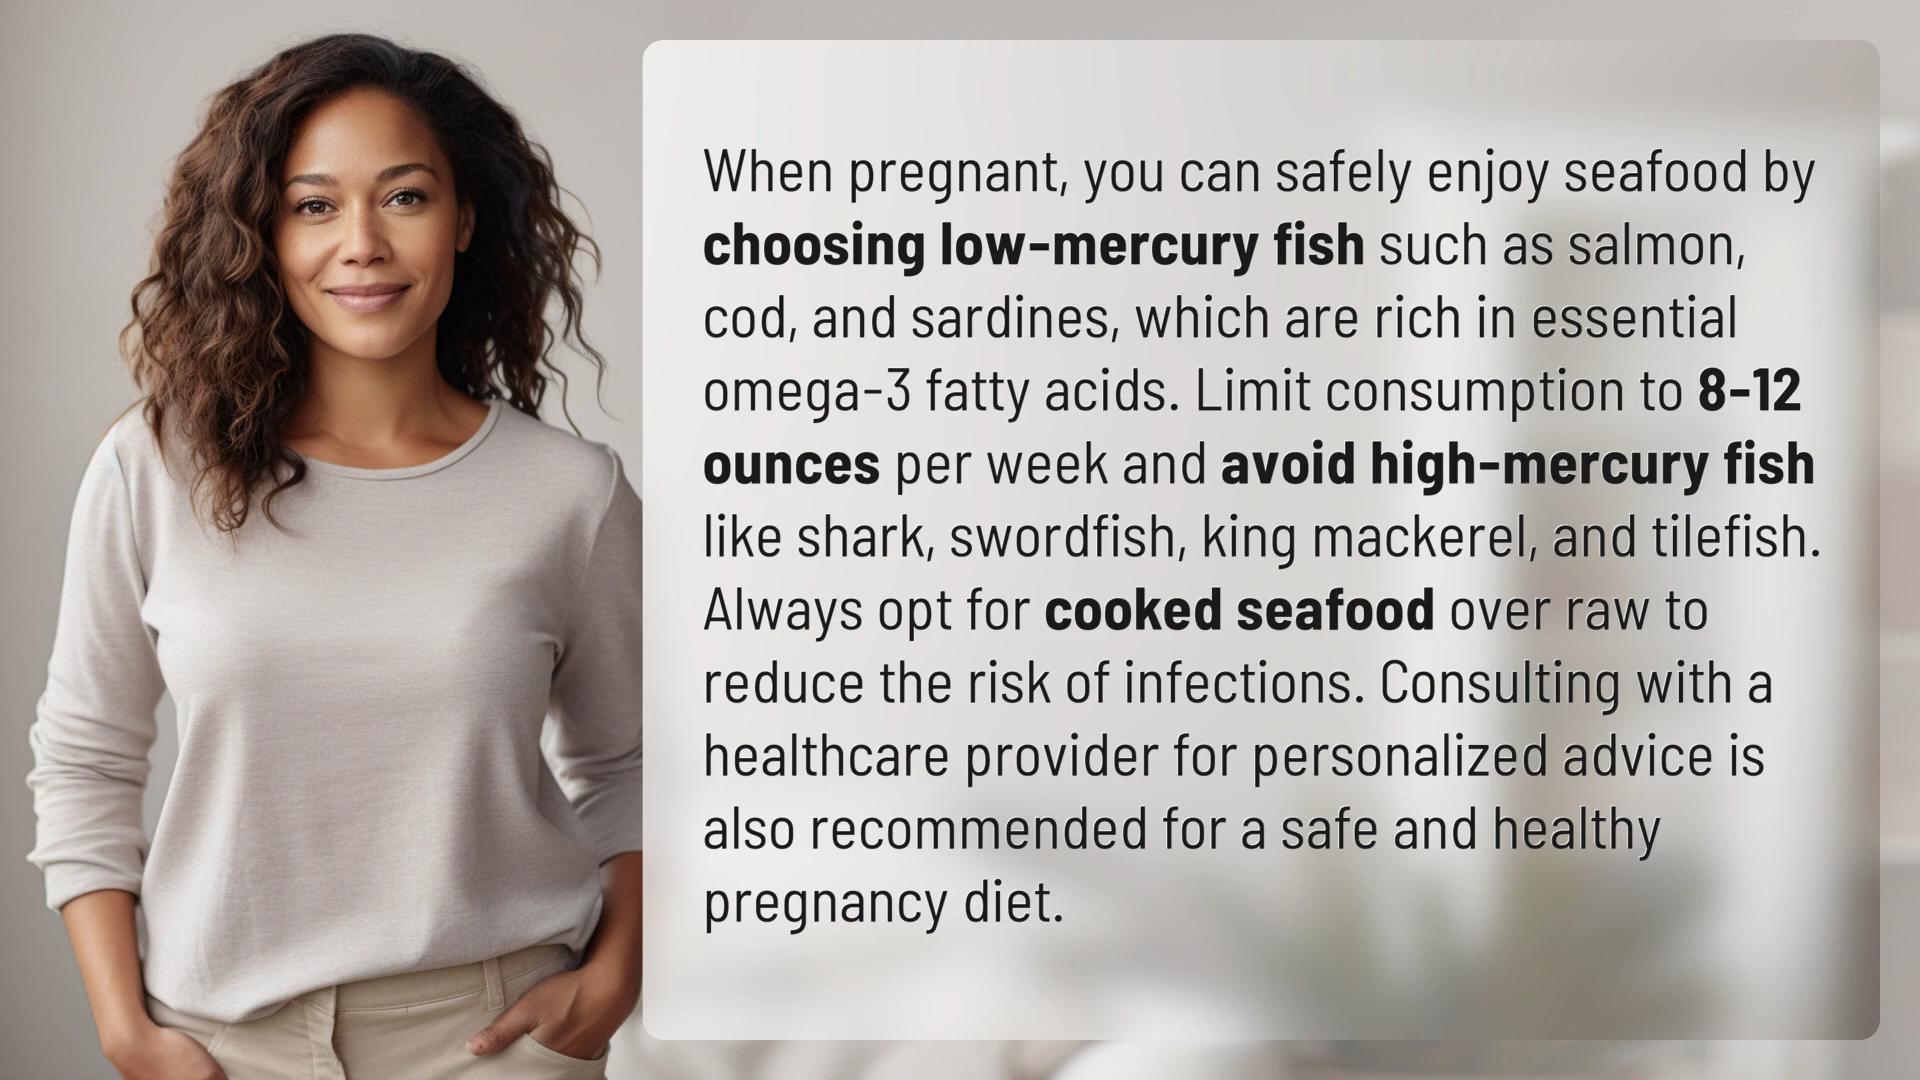 When pregnant, you can safely enjoy seafood by
choosing low-mercury fish such as salmon,
cod, and sardines, which are rich in essential
omega-3 fatty acids. Limit consumption to 8-12
ounces per week and avoid high-mercury fish
like shark, swordfish, king mackerel, and tilefish.
Always opt for cooked seafood over raw to
reduce the risk of infections. Consulting with a
healthcare provider for personalized advice is
also recommended for a safe and healthy
pregnancy diet.